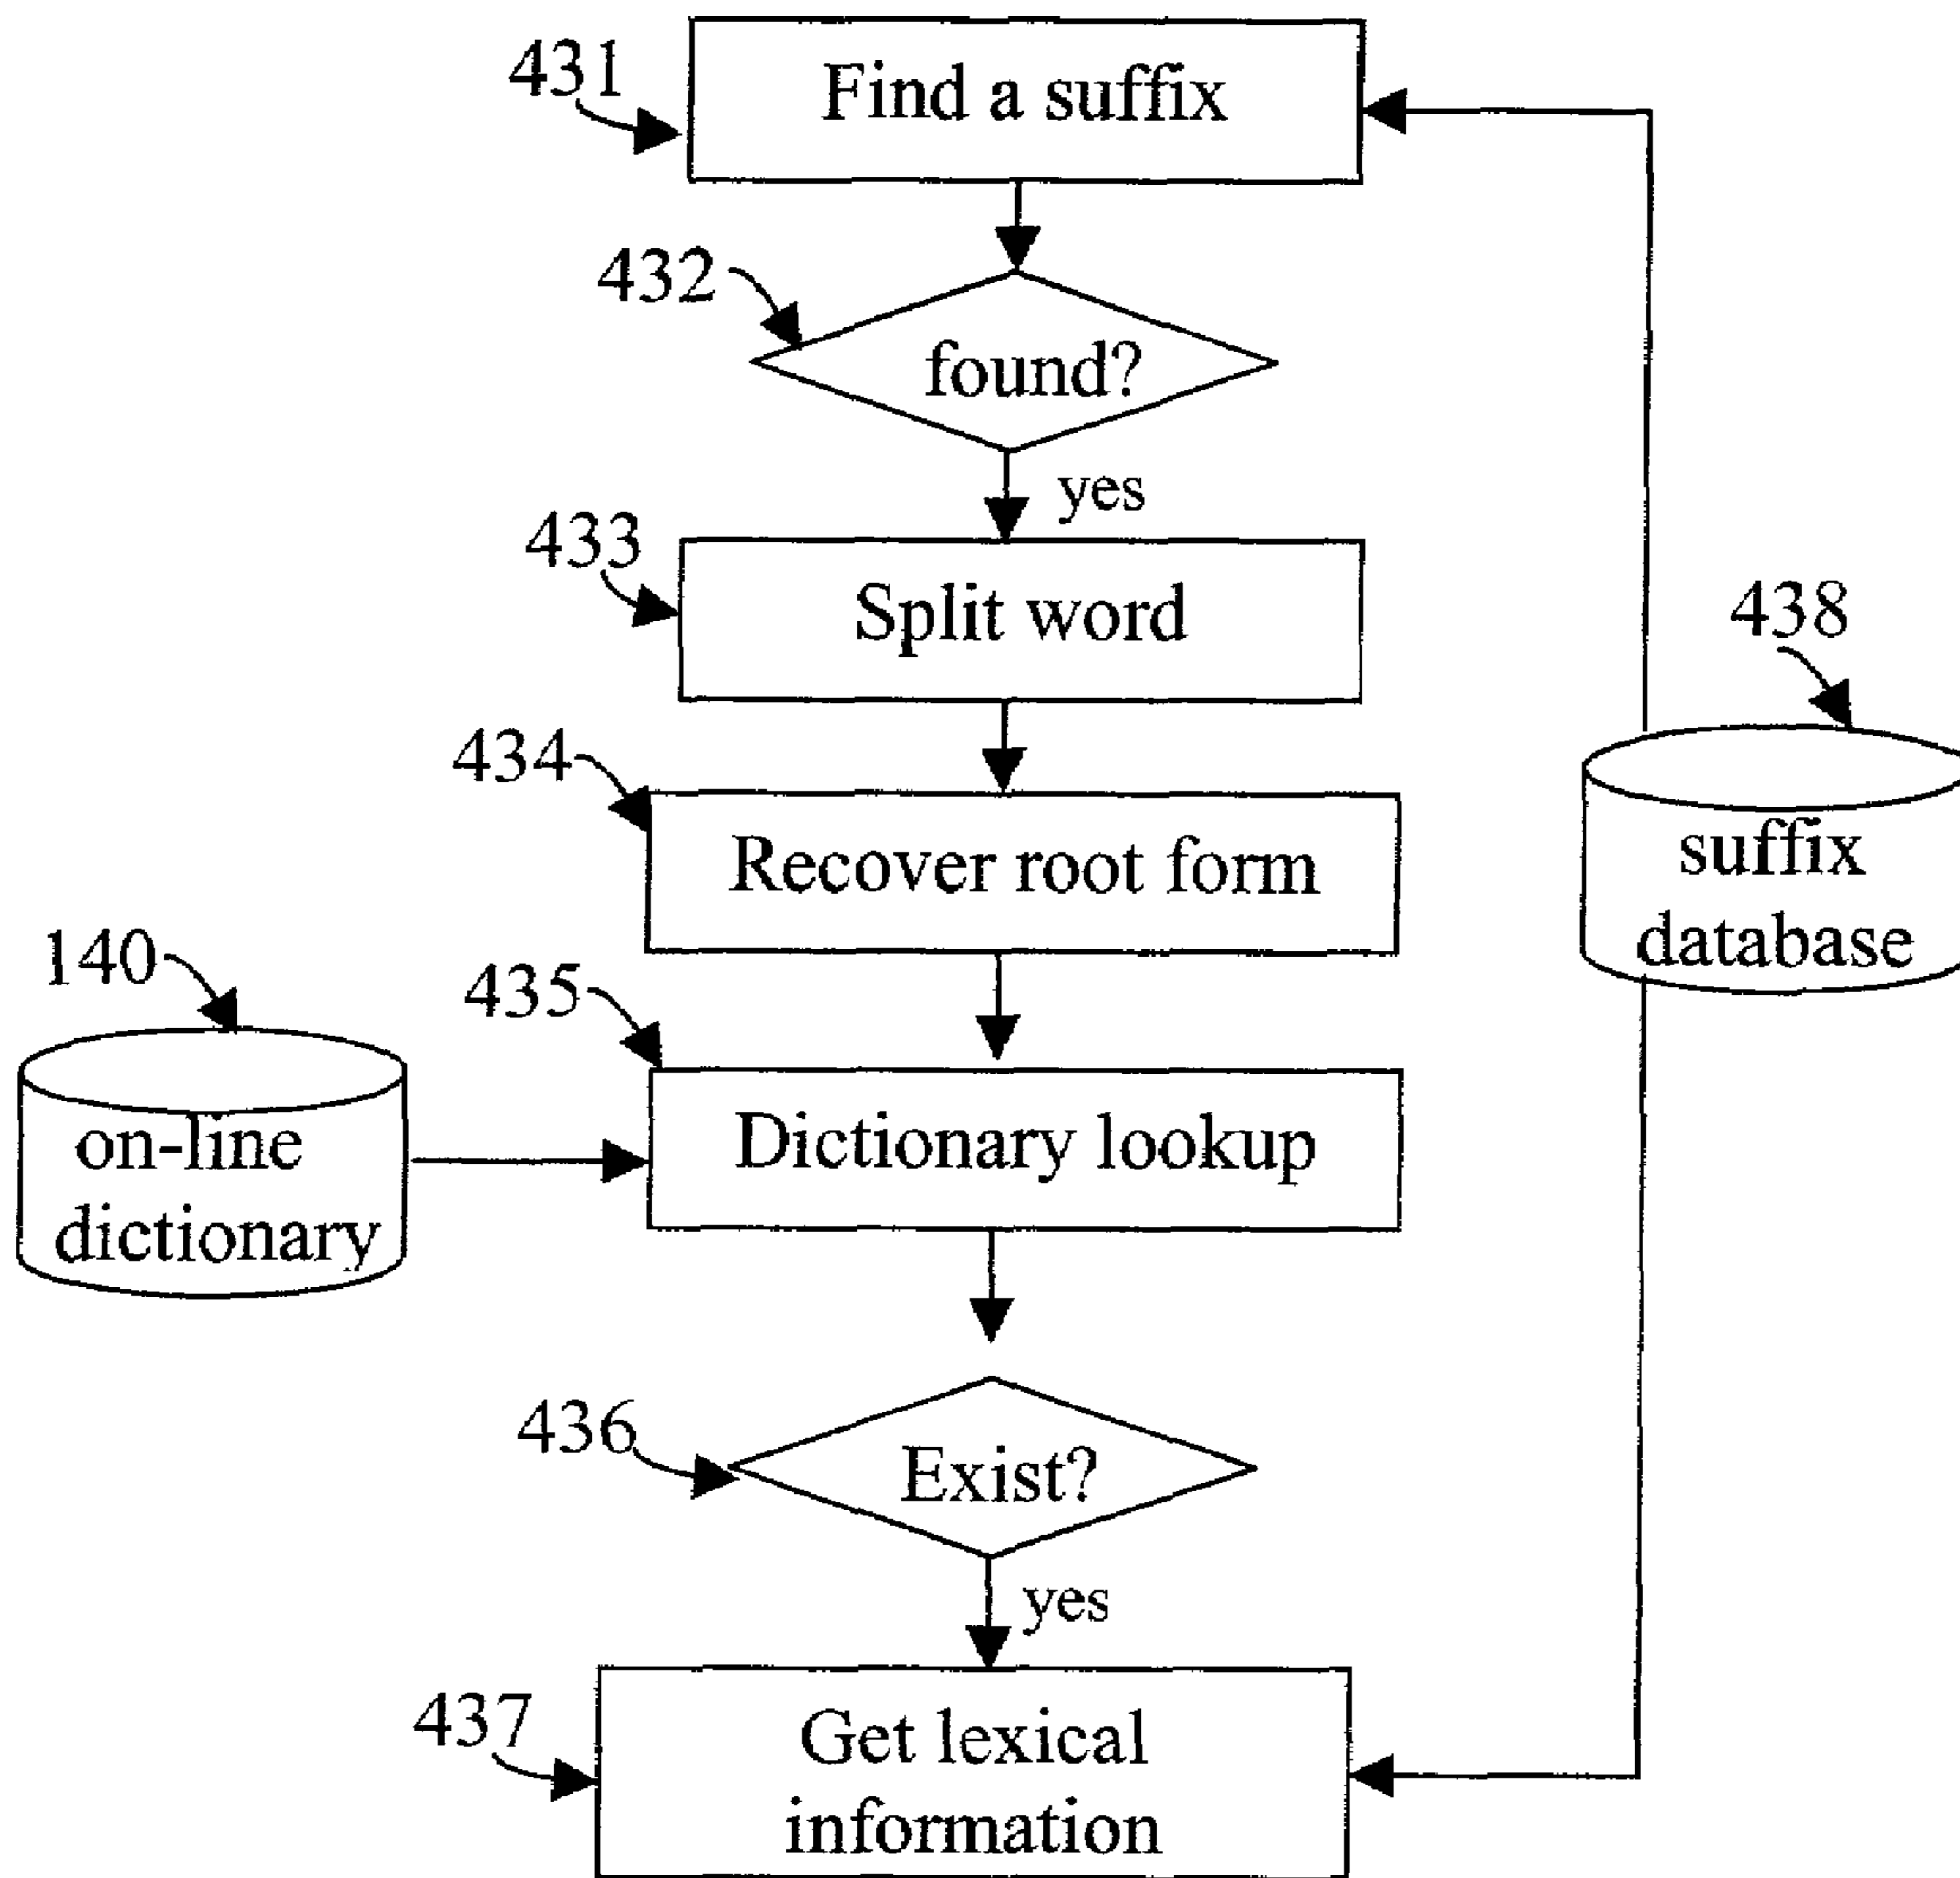 431
Find a suffix
432
found?
yes
433
Split word
438
434
Recover root form
suffix
database
140
435
on-line
dictionary
Dictionary lookup
436
Exist?
yes
437
Get lexical
information